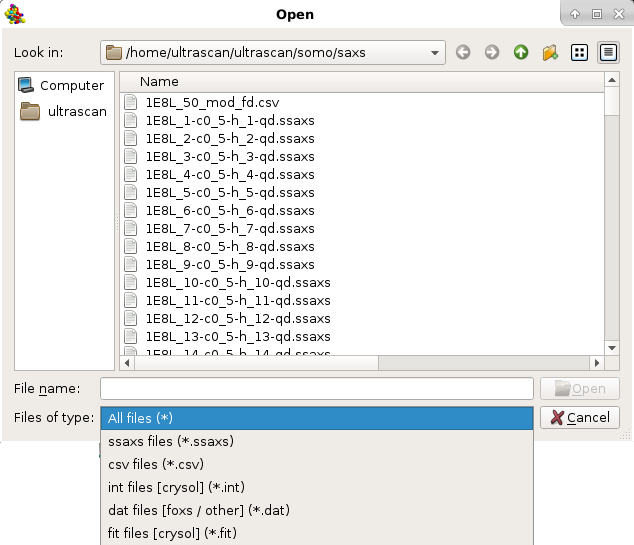 Open
Look in: /home/ultrascan/ultrascan/somo/saxs
Computer
ultrascan
Name
1E8L_50_mod_fd.csv
1E8L_1-c0_5-h_1-qd.ssaxs
1E8L_2-c0_5-h_2-qd.ssaxs
1E8L_3-c0_5-h_3-qd.ssaxs
1E8L_4-c0_5-h_4-qd.ssaxs
1E8L_5-c0_5-h_5-qd.ssaxs
1E8L_6-c0_5-h_6-qd.ssaxs
1E8L_7-c0_5-h_7-qd.ssaxs
1E8L_8-c0_5-h_8-qd.ssaxs
1E8L_9-c0_5-h_9-qd.ssaxs
1E8L_10-c0_5-h_10-qd.ssaxs
1E8L_11-c0_5-h_11-qd.ssaxs
1E8L_12-c0_5-h_12-qd.ssaxs
1E8L_13-c0_5-h_13-qd.ssaxs
1E8L_14-c0_5-h_14-qd.ssaxs
File name: Open
Files of type: All files (*) Cancel
ssaxs files (*.ssaxs)
csv files (*.csv)
int files [crysol] (*.int)
dat files [foxs / other] (*.dat)
fit files [crysol] (*.fit)